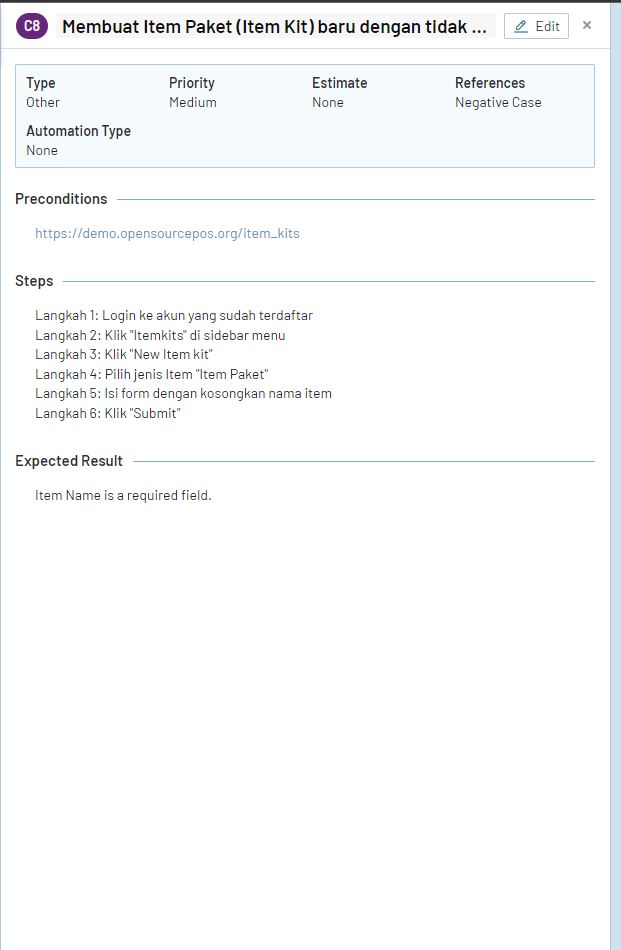 C8 Membuat Item Paket (Item Kit) baru dengan tidak ... Edit ×
Type Priority Estimate References
Other Medium None Negative Case
Automation Type
None
Preconditions
https://demo.opensourcepos.org/item_kits
Steps
Langkah 1: Login ke akun yang sudah terdaftar
Langkah 2: Klik "Itemkits" di sidebar menu
Langkah 3: Klik "New Item kit"
Langkah 4: Pilih jenis Item "Item Paket"
Langkah 5: Isi form dengan kosongkan nama item
Langkah 6: Klik "Submit"
Expected Result
Item Name is a required field.